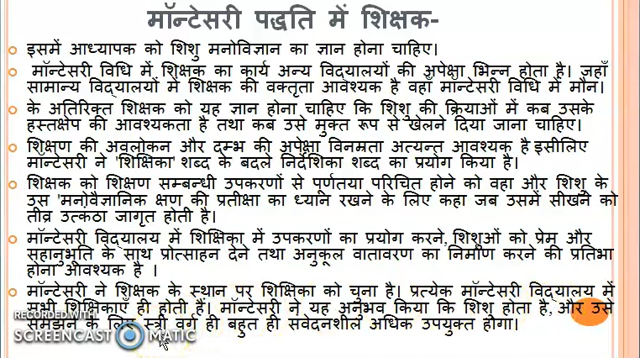 मॉन्टेसरी पद्धति में शिक्षक-
इसमें आध्यापक को शिशु मनोविज्ञान का ज्ञान होना चाहिए।
मॉन्टेसरी विधि में शिक्षक का कार्य अन्य विद्यालयों की अपेक्षा भिन्न होता है। जहाँ
सामान्य विद्यालयों में शिक्षक की वक्तृता आवश्यक है वहाँ मॉन्टेसरी विधि में मौन।
के अतिरिक्त शिक्षक को यह ज्ञान होना चाहिए कि शिशु की क्रियाओं में कब उसके
हस्तक्षेप की आवश्यकता है तथा कब उसे मुक्त रूप से खेलने दिया जाना चाहिए।
शिक्षण की अवलोकन और दम्भ की अपेक्षा विनम्रता अत्यन्त आवश्यक है इसीलिए
मॉन्टेसरी ने 'शिक्षिका' शब्द के बदले निर्देशिका शब्द का प्रयोग किया है।
शिक्षक को शिक्षण सम्बन्धी उपकरणों से पूर्णतया परिचित होने को वहा और शिशु के
उस 'मनोवैज्ञानिक क्षण की प्रतीक्षा का ध्यान रखने के लिए कहा जब उसमें सीखने को
तीव्र उत्कठा जागृत होती है।
मॉन्टेसरी विद्यालय में शिक्षिका में उपकरणों का प्रयोग करने, शिशुओं को प्रेम और
सहानुभूति के साथ प्रोत्साहन देने तथा अनुकूल वातावरण का निर्माण करने की प्रतिभा
होना आवश्यक है ।
मॉन्टेसरी ने शिक्षक के स्थान पर शिक्षिका को चुना है। प्रत्येक मॉन्टेसरी विद्यालय में
सभी शिक्षिकाएँ ही होती हैं। मॉन्टेसरी ने यह अनुभव किया कि शिशु होता है, और उसे
समझने के लिए स्त्री वर्ग ही बहुत ही संवेदनशील अधिक उपयुक्त होगा।
RECORDED WITH
SCREENCAST MATIC